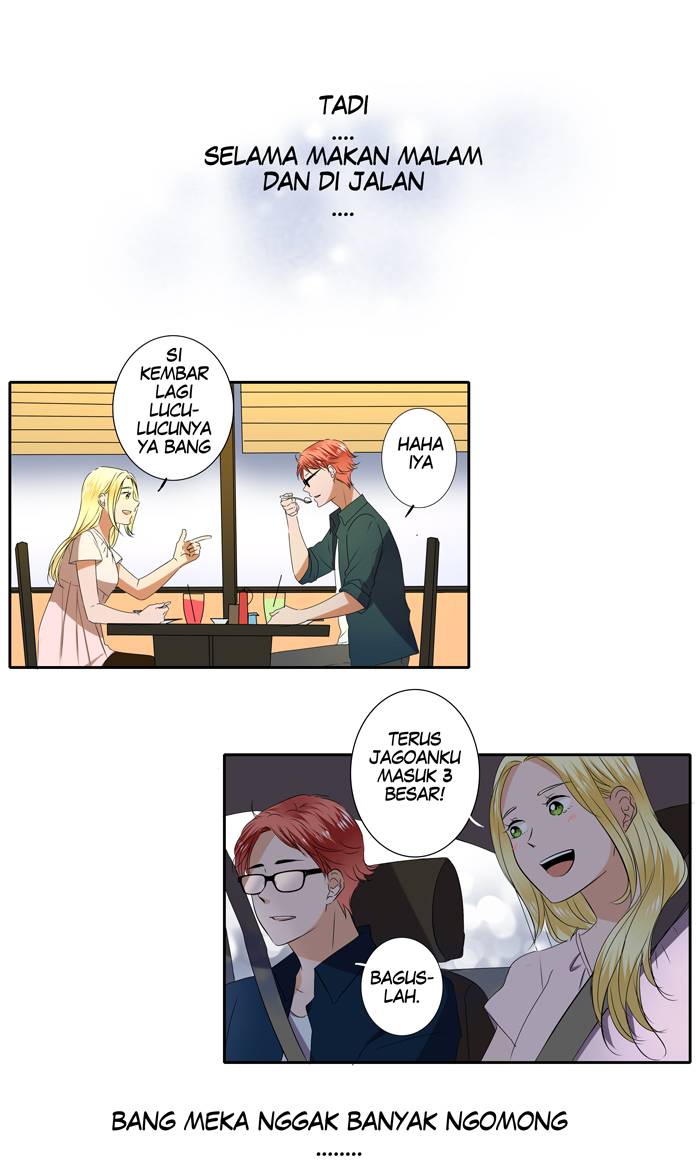 TADI
....
SELAMA MAKAN MALAM
DAN DI JALAN
....
SI
KEMBAR
LAGI
LUCU-
LUCUNYA
YA BANG
HAHA
IYA
TERUS
JAGOANKU
MASUK 3
BESAR!
BAGUS-
LAH.
BANG MEKA NGGAK BANYAK NGOMONG
........